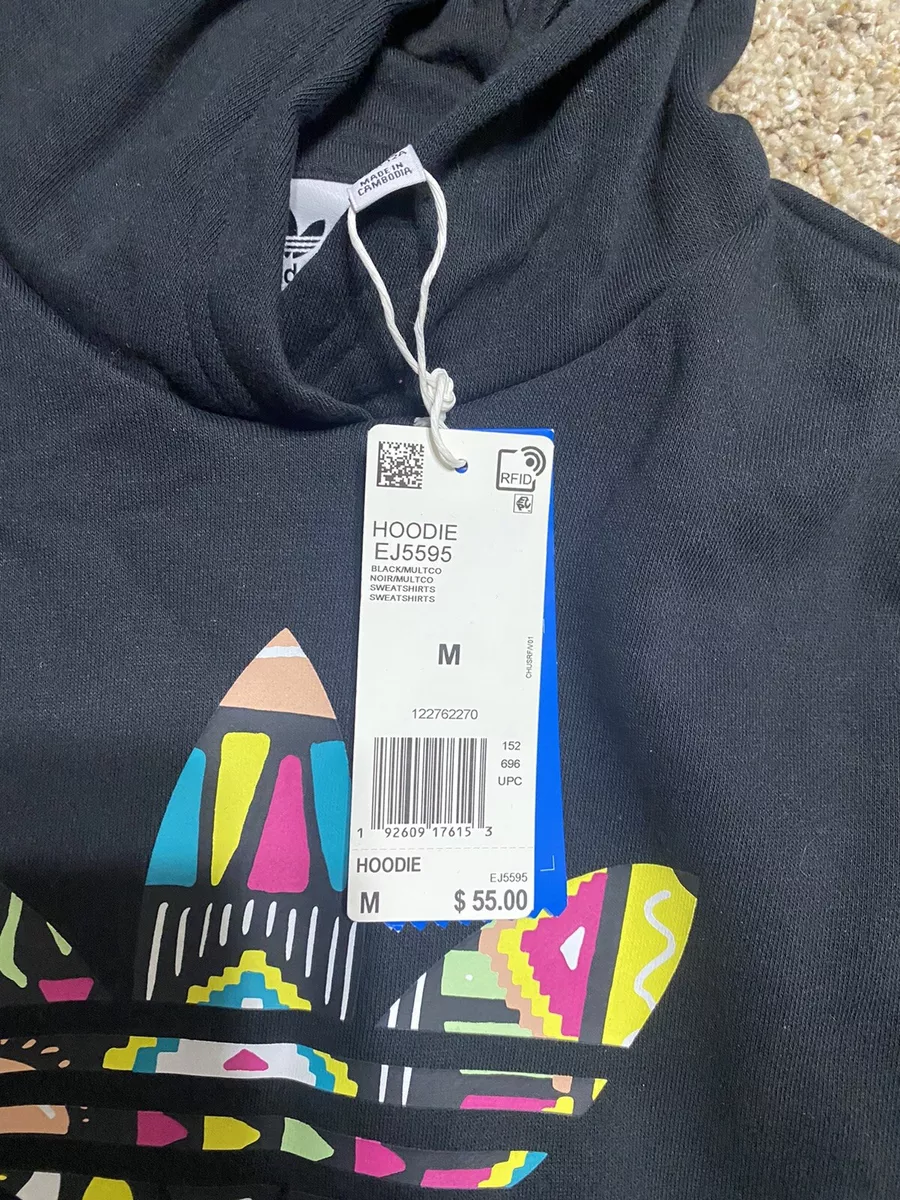 MADE IN
CAMBODIA
d
RFID
HOODIE
EJ5595
BLACK/MULTCO
NOIR/MULTCO
SWEATSHIRTS
SWEATSHIRTS
M
122762270
152
696
UPC
1 92609 17615 3
HOODIE
EJ5595
M
$ 55.00